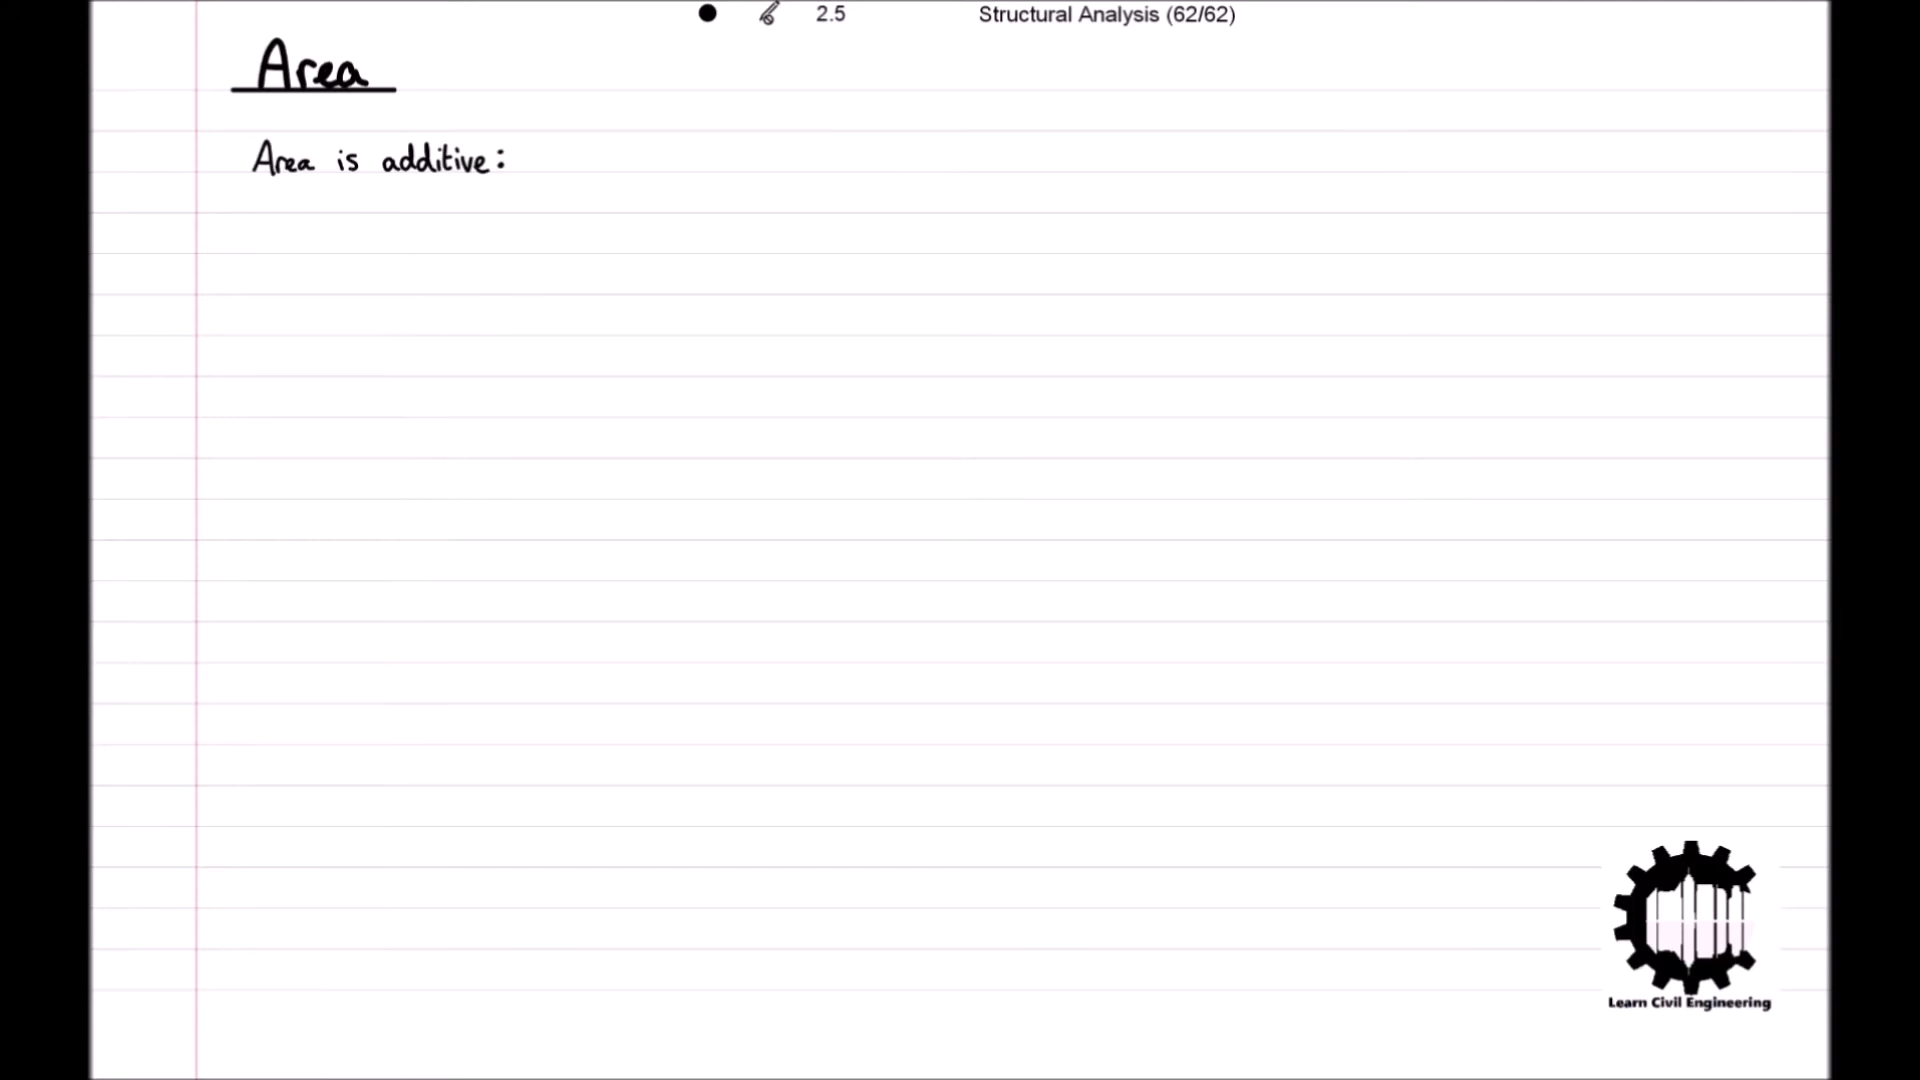 2.5 Structural Analysis (62/62)
Area
Area is additive:
Learn Civil Engineering